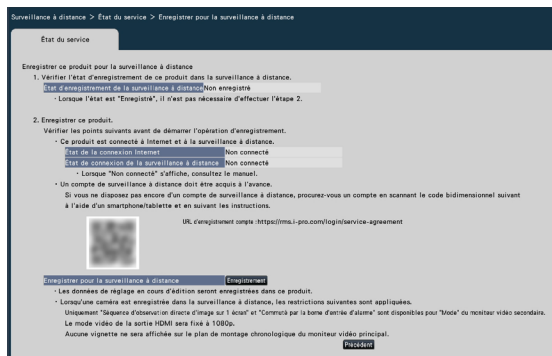 Surveillance à distance > État du service > Enregistrer pour la surveillance à distance
État du service
Enregistrer ce produit pour la surveillance à distance
1. Vérifier l'état d'enregistrement de ce produit dans la surveillance à distance.
État d'enregistrement de la surveillance à distance Non enregistré
・Lorsque l'état est "Enregistré", il n'est pas nécessaire d'effectuer l'étape 2.
2. Enregistrer ce produit.
Vérifier les points suivants avant de démarrer l'opération d'enregistrement.
・Ce produit est connecté à Internet et à la surveillance à distance.
État de la connexion Internet Non connecté
État de connexion de la surveillance à distance Non connecté
・Lorsque "Non connecté" s'affiche, consultez le manuel.
・Un compte de surveillance à distance doit être acquis à l'avance.
Si vous ne disposez pas encore d'un compte de surveillance à distance, procurez-vous un compte en scannant le code bidimensionnel suivant
à l'aide d'un smartphone/tablette et en suivant les instructions.
URL d'enregistrement compte :https://rms.i-pro.com/login/service-agreement
Enregistrer pour la surveillance à distance Enregistrement
・Les données de réglage en cours d'édition seront enregistrées dans ce produit.
・Lorsqu'une caméra est enregistrée dans la surveillance à distance, les restrictions suivantes sont appliquées.
Uniquement "Séquence d'observation directe d'image sur 1 écran" et "Commuté par la borne d'entrée d'alarme" sont disponibles pour "Mode" du moniteur vidéo secondaire.
Le mode vidéo de la sortie HDMI sera fixé à 1080p.
Aucune vignette ne sera affichée sur le plan de montage chronologique du moniteur vidéo principal.
Précédent